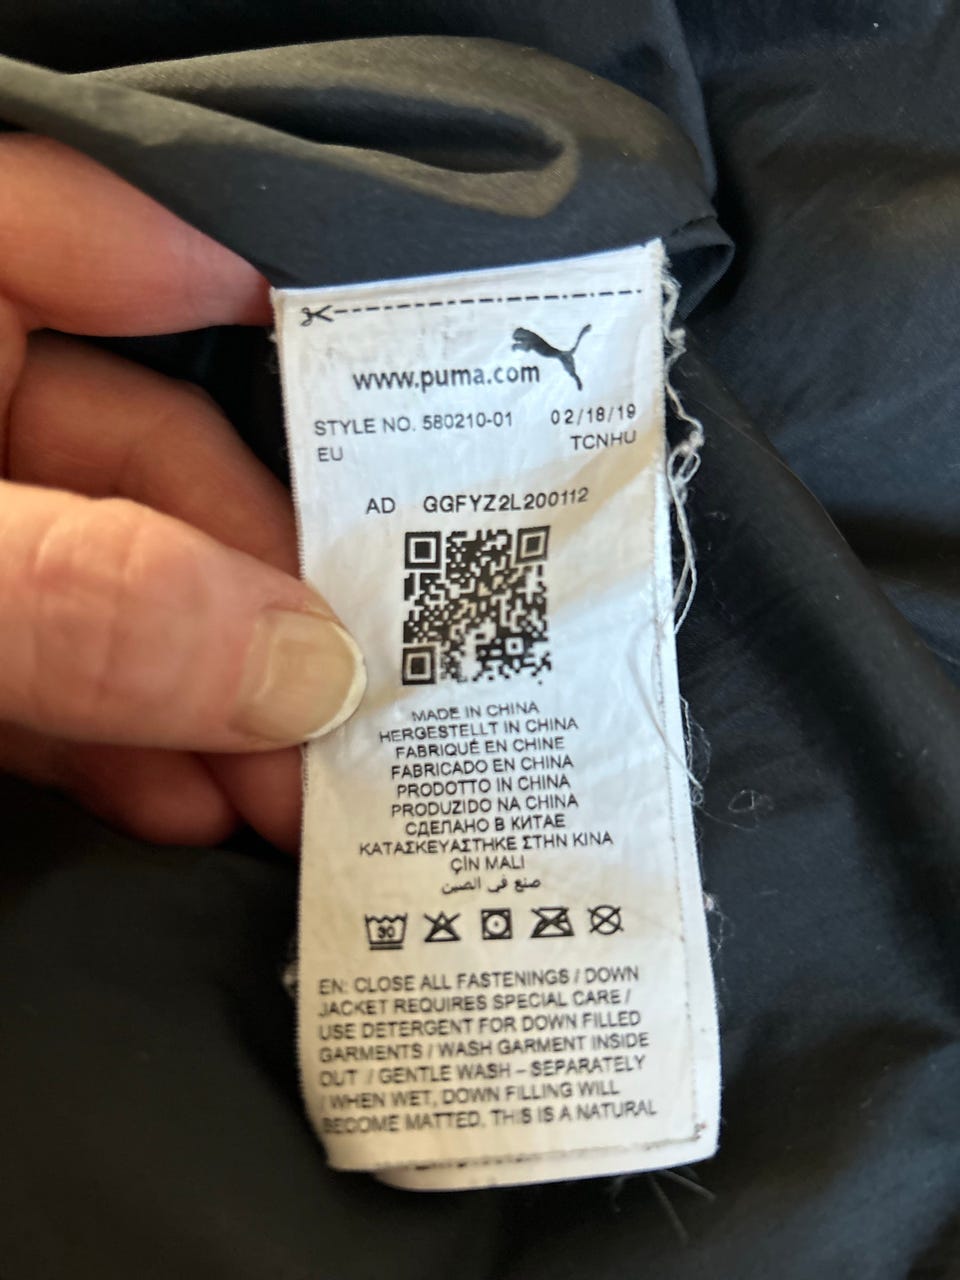 www.puma.com
STYLE NO. 580210-01 02/18/19
EU TCNHU
AD GGFYZ2L200112
MADE IN CHINA
HERGESTELLT IN CHINA
FABRIQUÉ EN CHINE
FABRICADO EN CHINA
PRODOTTO IN CHINA
PRODUZIDO NA CHINA
СДЕЛАНО В КИТАЕ
ΚΑΤΑΣΚΕΥΑΣΤΗΚΕ ΣΤΗΝ ΚΙΝΑ
ÇİN MALI
صنع في الصين
30
EN: CLOSE ALL FASTENINGS / DOWN
JACKET REQUIRES SPECIAL CARE /
USE DETERGENT FOR DOWN FILLED
GARMENTS / WASH GARMENT INSIDE
OUT / GENTLE WASH – SEPARATELY
/ WHEN WET, DOWN FILLING WILL
BECOME MATTED. THIS IS A NATURAL